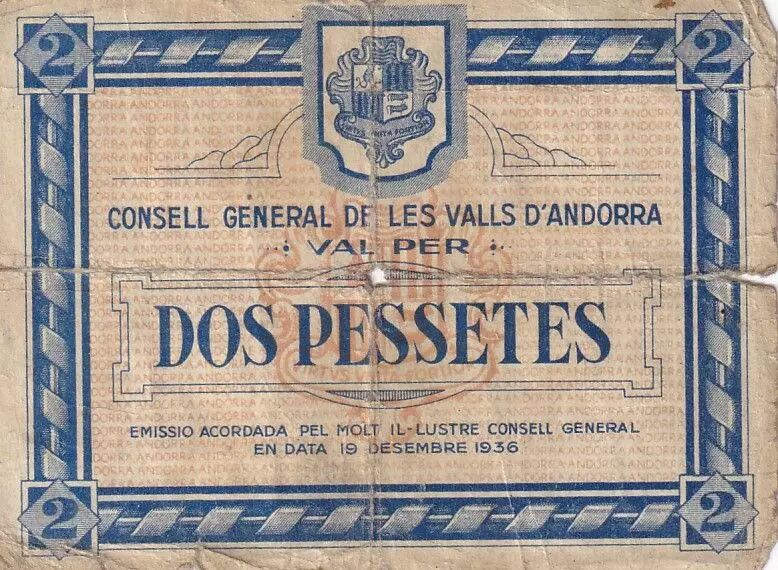 2 2
CONSELL GENERAL DE LES VALLS D'ANDORRA
VAL PER
DOS PESSETES
EMISSIO ACORDADA PEL MOLT IL-LUSTRE CONSELL GENERAL
EN DATA 19 DESEMBRE 1936
2 2